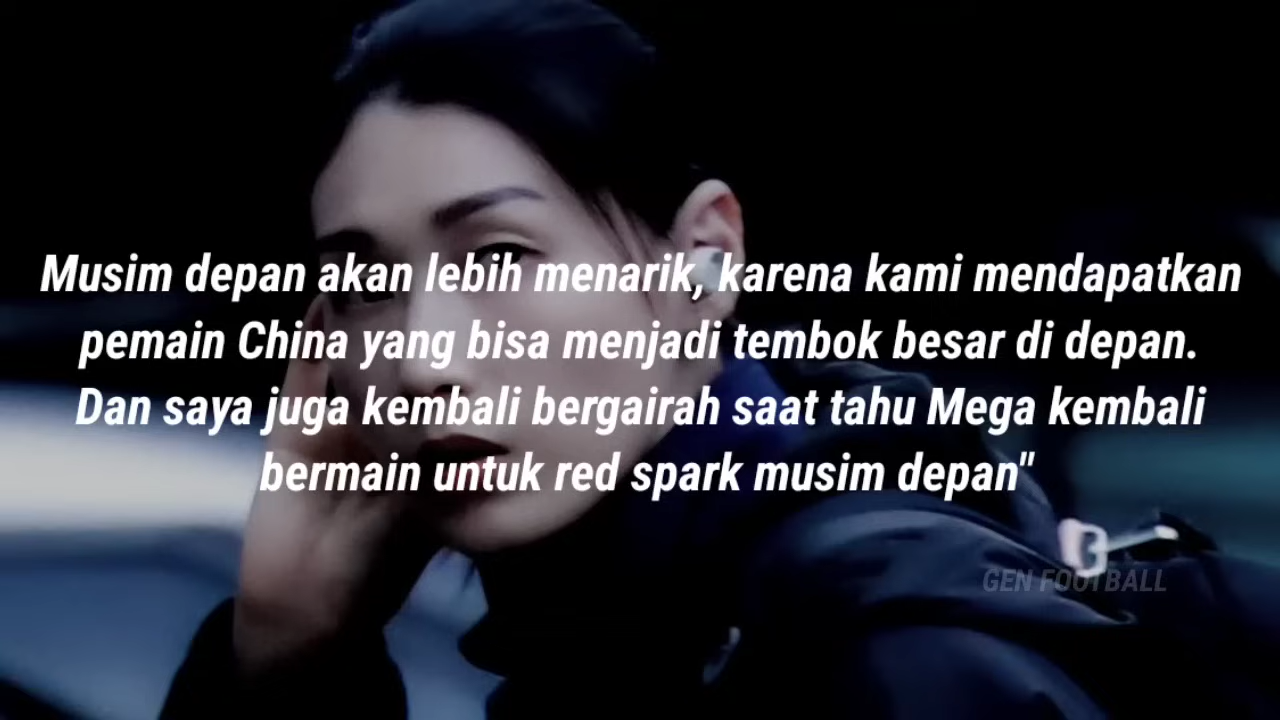 Musim depan akan lebih menarik, karena kami mendapatkan
pemain China yang bisa menjadi tembok besar di depan.
Dan saya juga kembali bergairah saat tahu Mega kembali
bermain untuk red spark musim depan"
GEN FOOTBALL